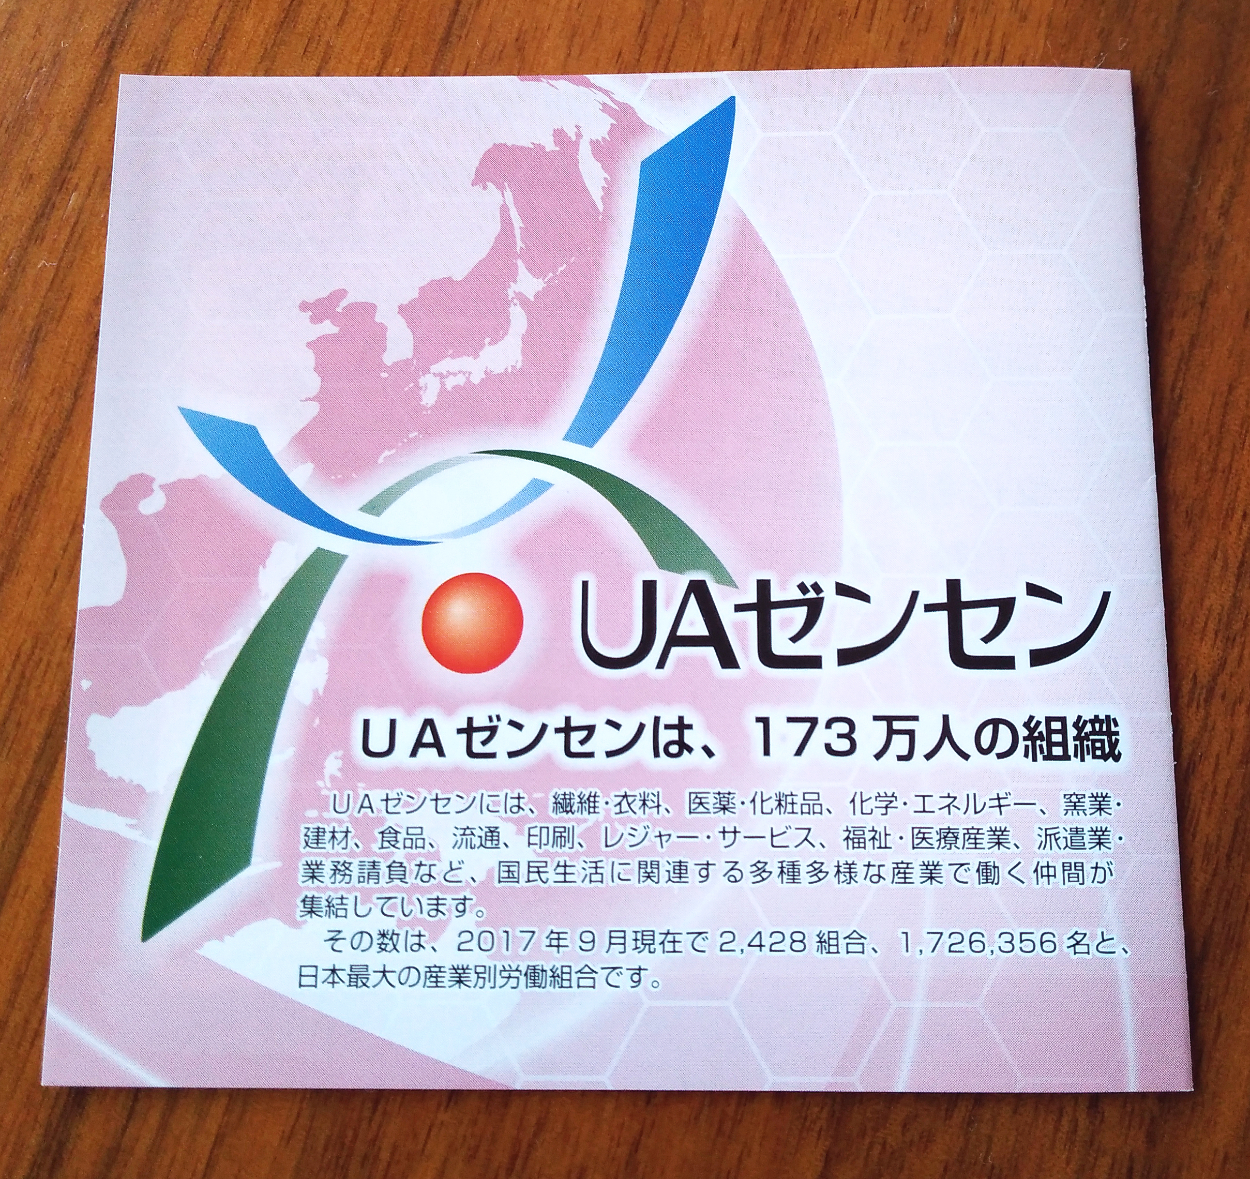 UAゼンセン
UAゼンセンは、173万人の組織
UAゼンセンには、繊維・衣料、医薬・化粧品、化学・エネルギー、窯業・
建材、食品、流通、印刷、レジャー・サービス、福祉・医療産業、派遣業・
業務請負など、国民生活に関連する多種多様な産業で働く仲間が
集結しています。
その数は、2017年9月現在で2,428組合、1,726,356名と、
日本最大の産業別労働組合です。